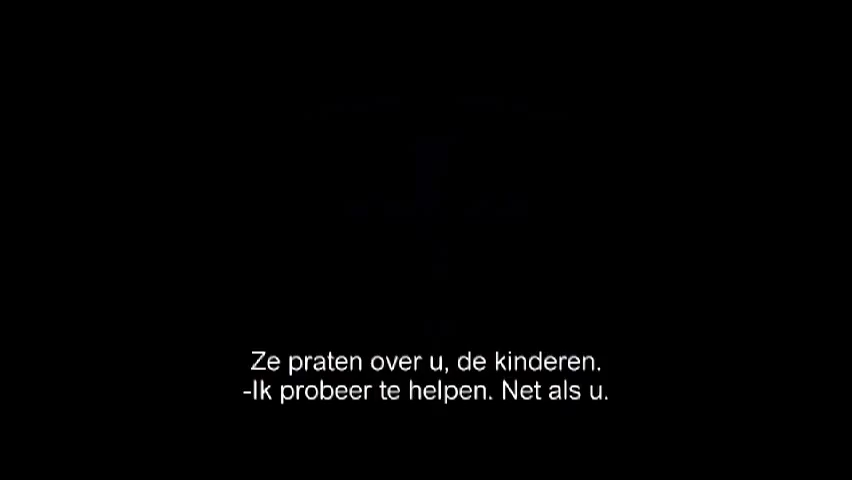 Ze praten over u, de kinderen.
-Ik probeer te helpen. Net als u.